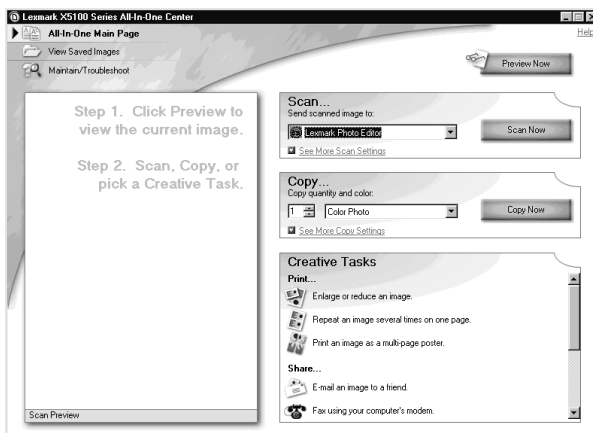 Lexmark X5100 Series All-In-One Center
All-In-One Main Page
Help
View Saved Images
Maintain/Troubleshoot
Preview Now
Step 1. Click Preview to
view the current image.
Step 2. Scan, Copy, or
pick a Creative Task.
Scan Preview
Scan...
Send scanned image to:
Lexmark Photo Editor
Scan Now
See More Scan Settings
Copy...
Copy quantity and color:
1 Color Photo
Copy Now
See More Copy Settings
Creative Tasks
Print...
Enlarge or reduce an image.
Repeat an image several times on one page.
Print an image as a multi-page poster.
Share...
E-mail an image to a friend.
Fax using your computer's modem.